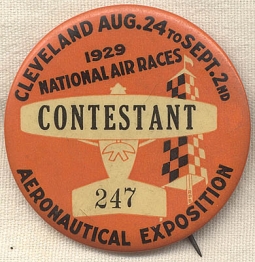 CLEVELAND AUG. 24 TO SEPT. 2ND
1929
NATIONAL AIR RACES
CONTESTANT
247
AERONAUTICAL EXPOSITION